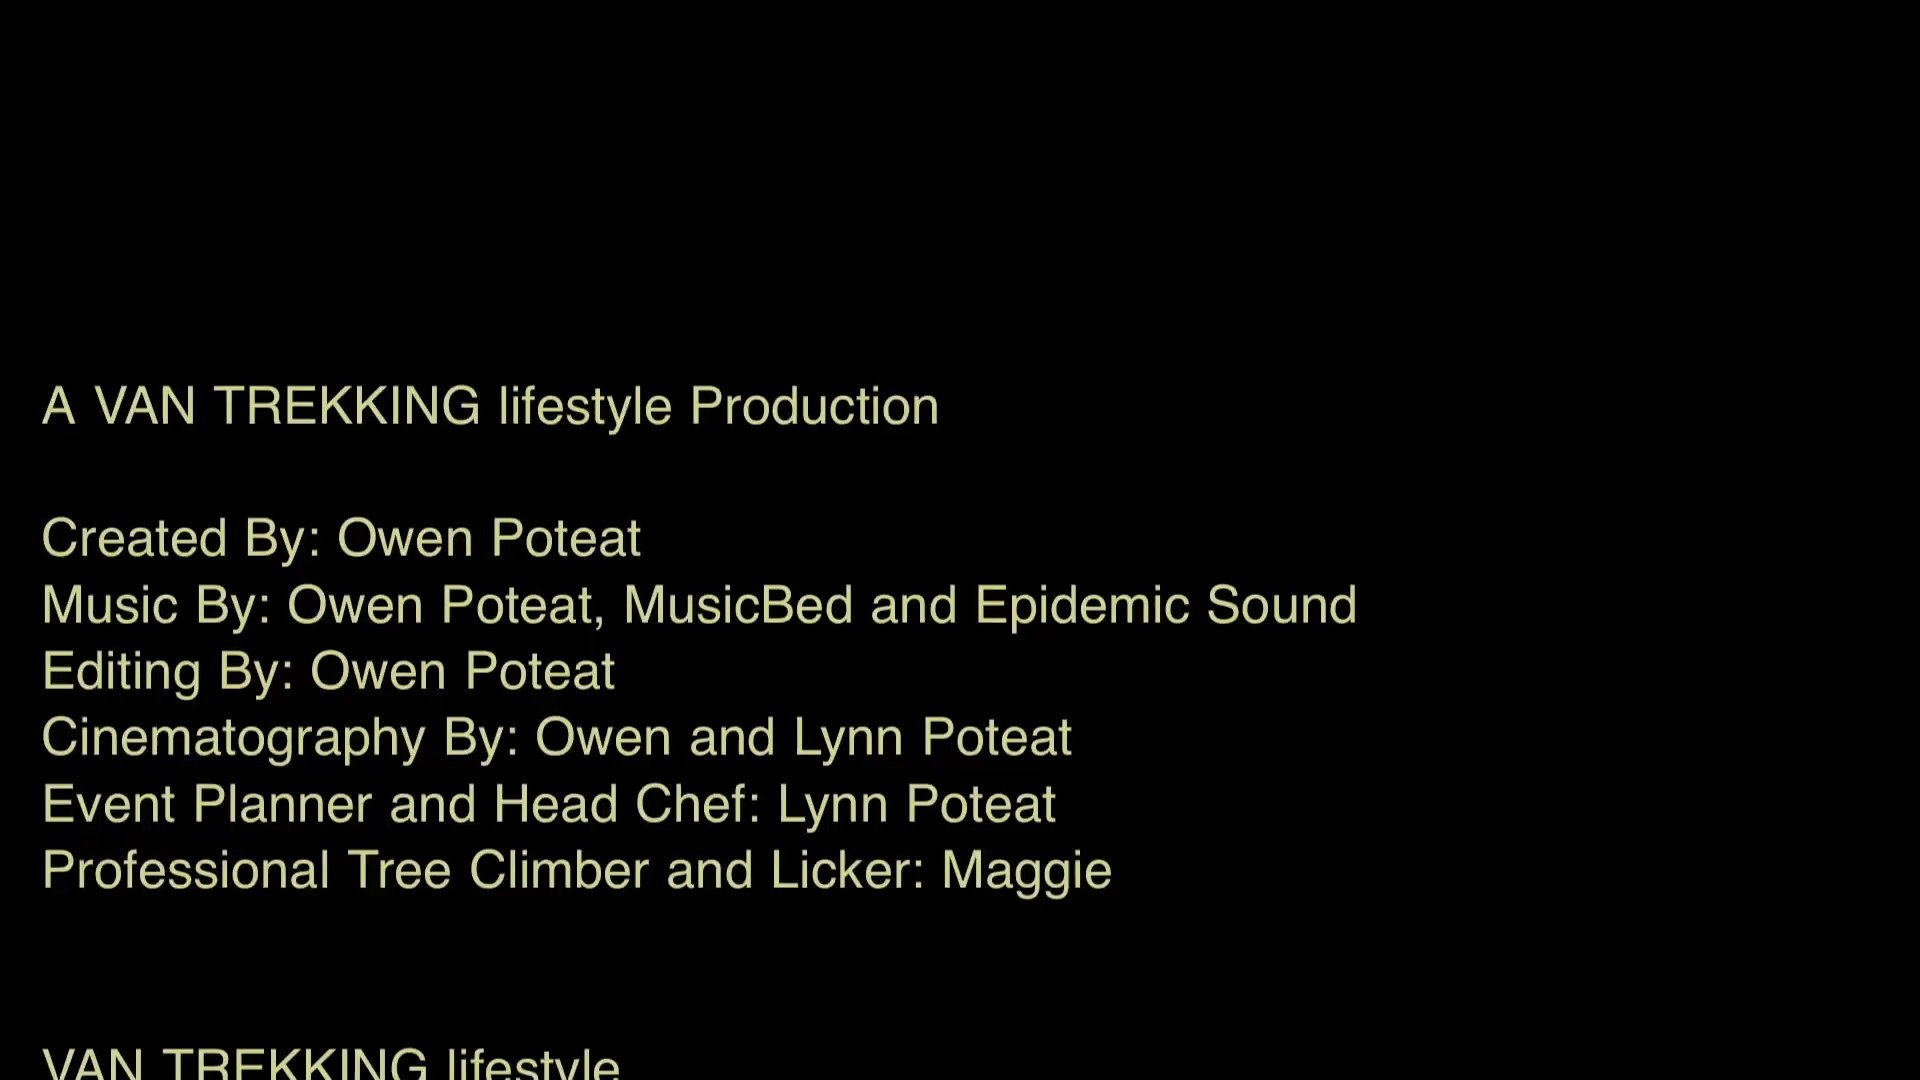 A VAN TREKKING lifestyle Production
Created By: Owen Poteat
Music By: Owen Poteat, MusicBed and Epidemic Sound
Editing By: Owen Poteat
Cinematography By: Owen and Lynn Poteat
Event Planner and Head Chef: Lynn Poteat
Professional Tree Climber and Licker: Maggie
VAN TREKKING lifestyle